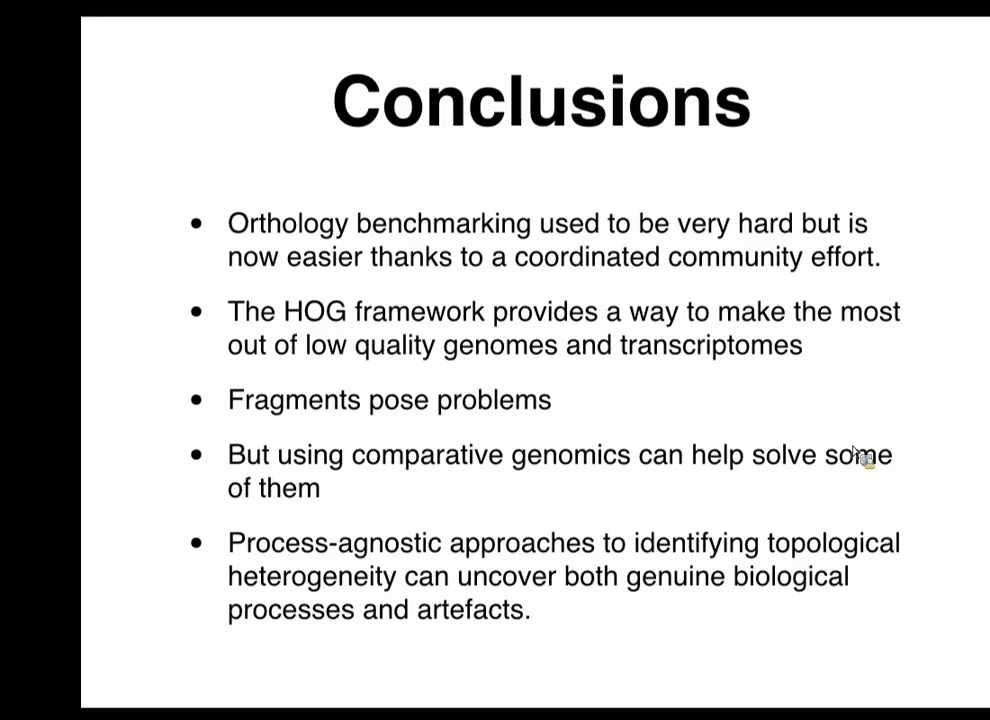 Conclusions
• Orthology benchmarking used to be very hard but is
now easier thanks to a coordinated community effort.
• The HOG framework provides a way to make the most
out of low quality genomes and transcriptomes
• Fragments pose problems
• But using comparative genomics can help solve some
of them
• Process-agnostic approaches to identifying topological
heterogeneity can uncover both genuine biological
processes and artefacts.